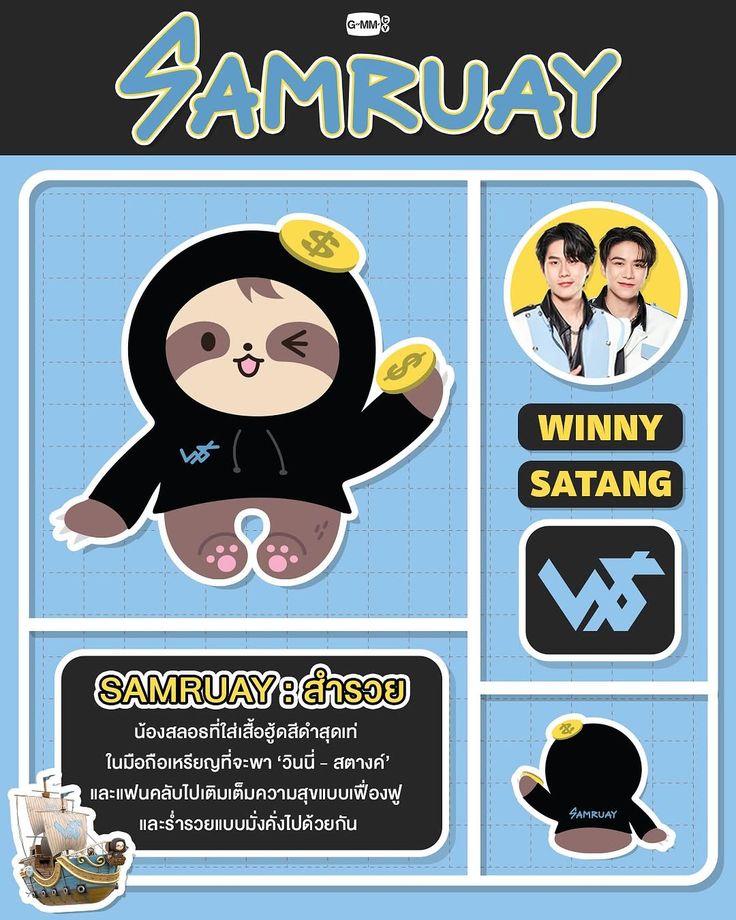 G~MM~
TV
SAMRUAY
$
$
WS
WINNY
SATANG
WS
SAMRUAY : สำรวย
น้องสลอธที่ใส่เสื้อฮู้ดสีดำสุดเท่
ในมือถือเหรียญที่จะพา ‘วินนี่ - สตางค์’
และแฟนคลับไปเติมเต็มความสุขแบบเฟื่องฟู
และร่ำรวยแบบมั่งคั่งไปด้วยกัน
WS
SAMRUAY